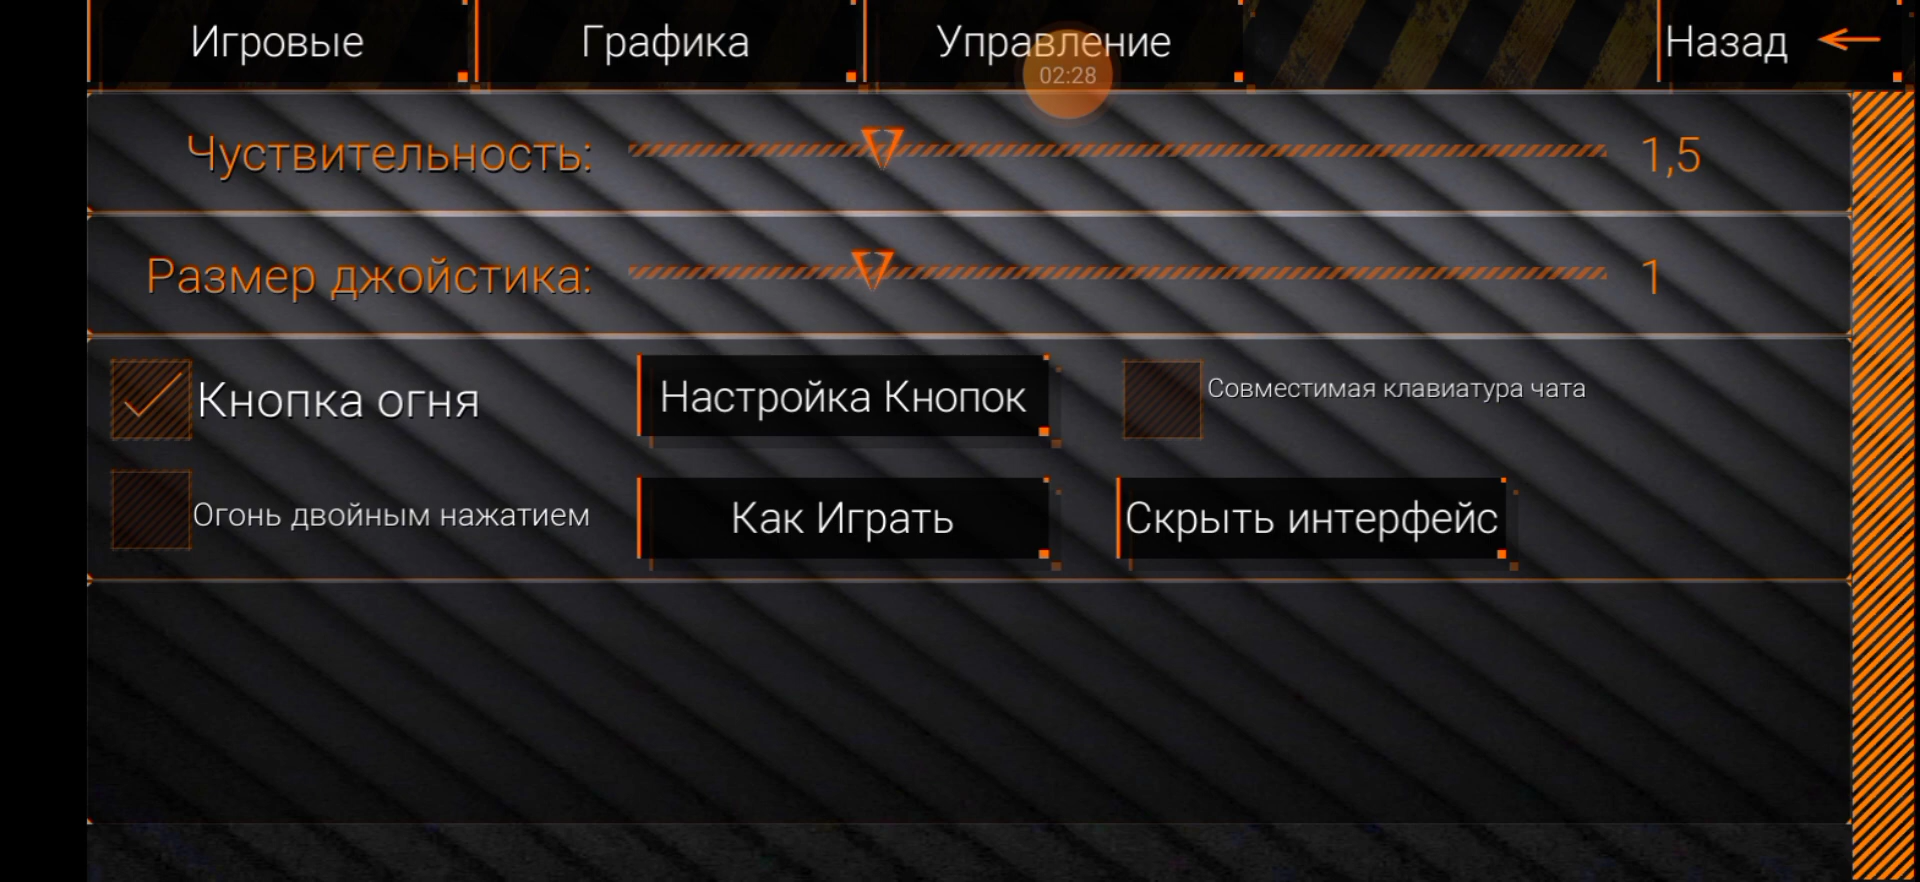 Игровые
Графика
Управление
Назад
02:28
Чуствительность:
1,5
Размер джойстика:
1
Кнопка огня
Настройка Кнопок
Совместимая клавиатура чата
Огонь двойным нажатием
Как Играть
Скрыть интерфейс